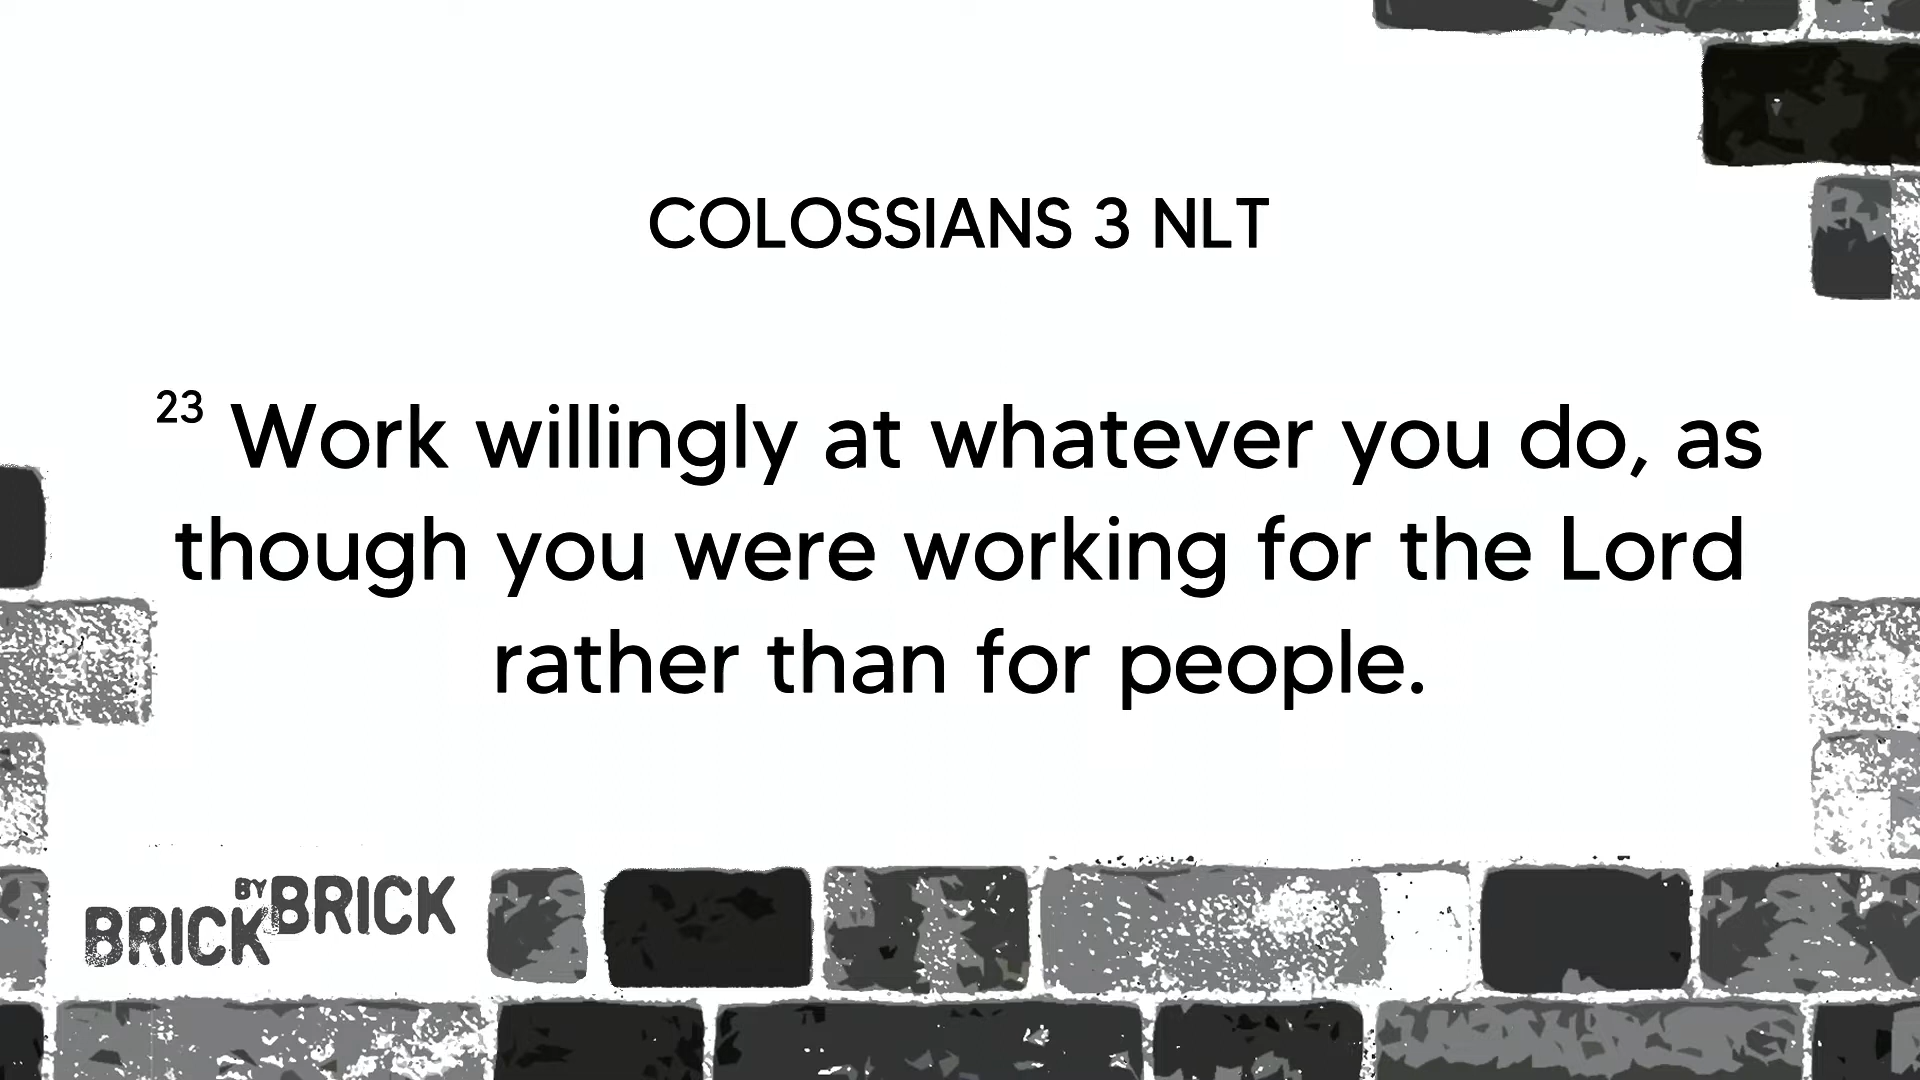 COLOSSIANS 3 NLT
23 Work willingly at whatever you do, as
though you were working for the Lord
rather than for people.
BRICK BY BRICK